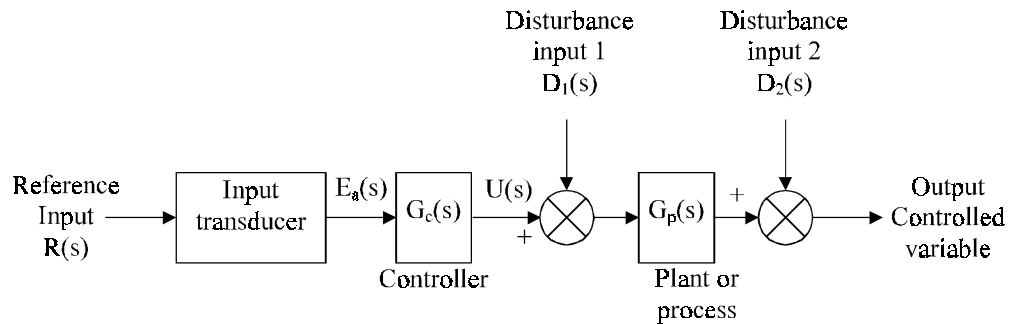 Disturbance
input 1
D₁(s)
Disturbance
input 2
D₂(s)
Reference
Input
R(s)
Input
transducer
Eₐ(s)
G꜀(s)
Controller
U(s)
+
Gₚ(s)
Plant or
process
+
Output
Controlled
variable